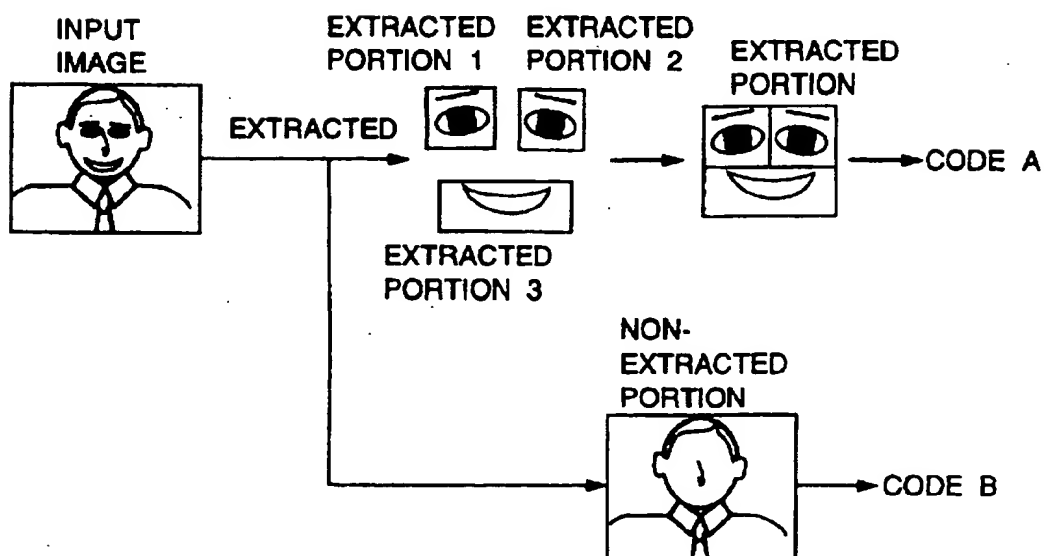 INPUT
IMAGE
EXTRACTED
PORTION 1
EXTRACTED
PORTION 2
EXTRACTED
PORTION
EXTRACTED
CODE A
EXTRACTED
PORTION 3
NON-
EXTRACTED
PORTION
CODE B